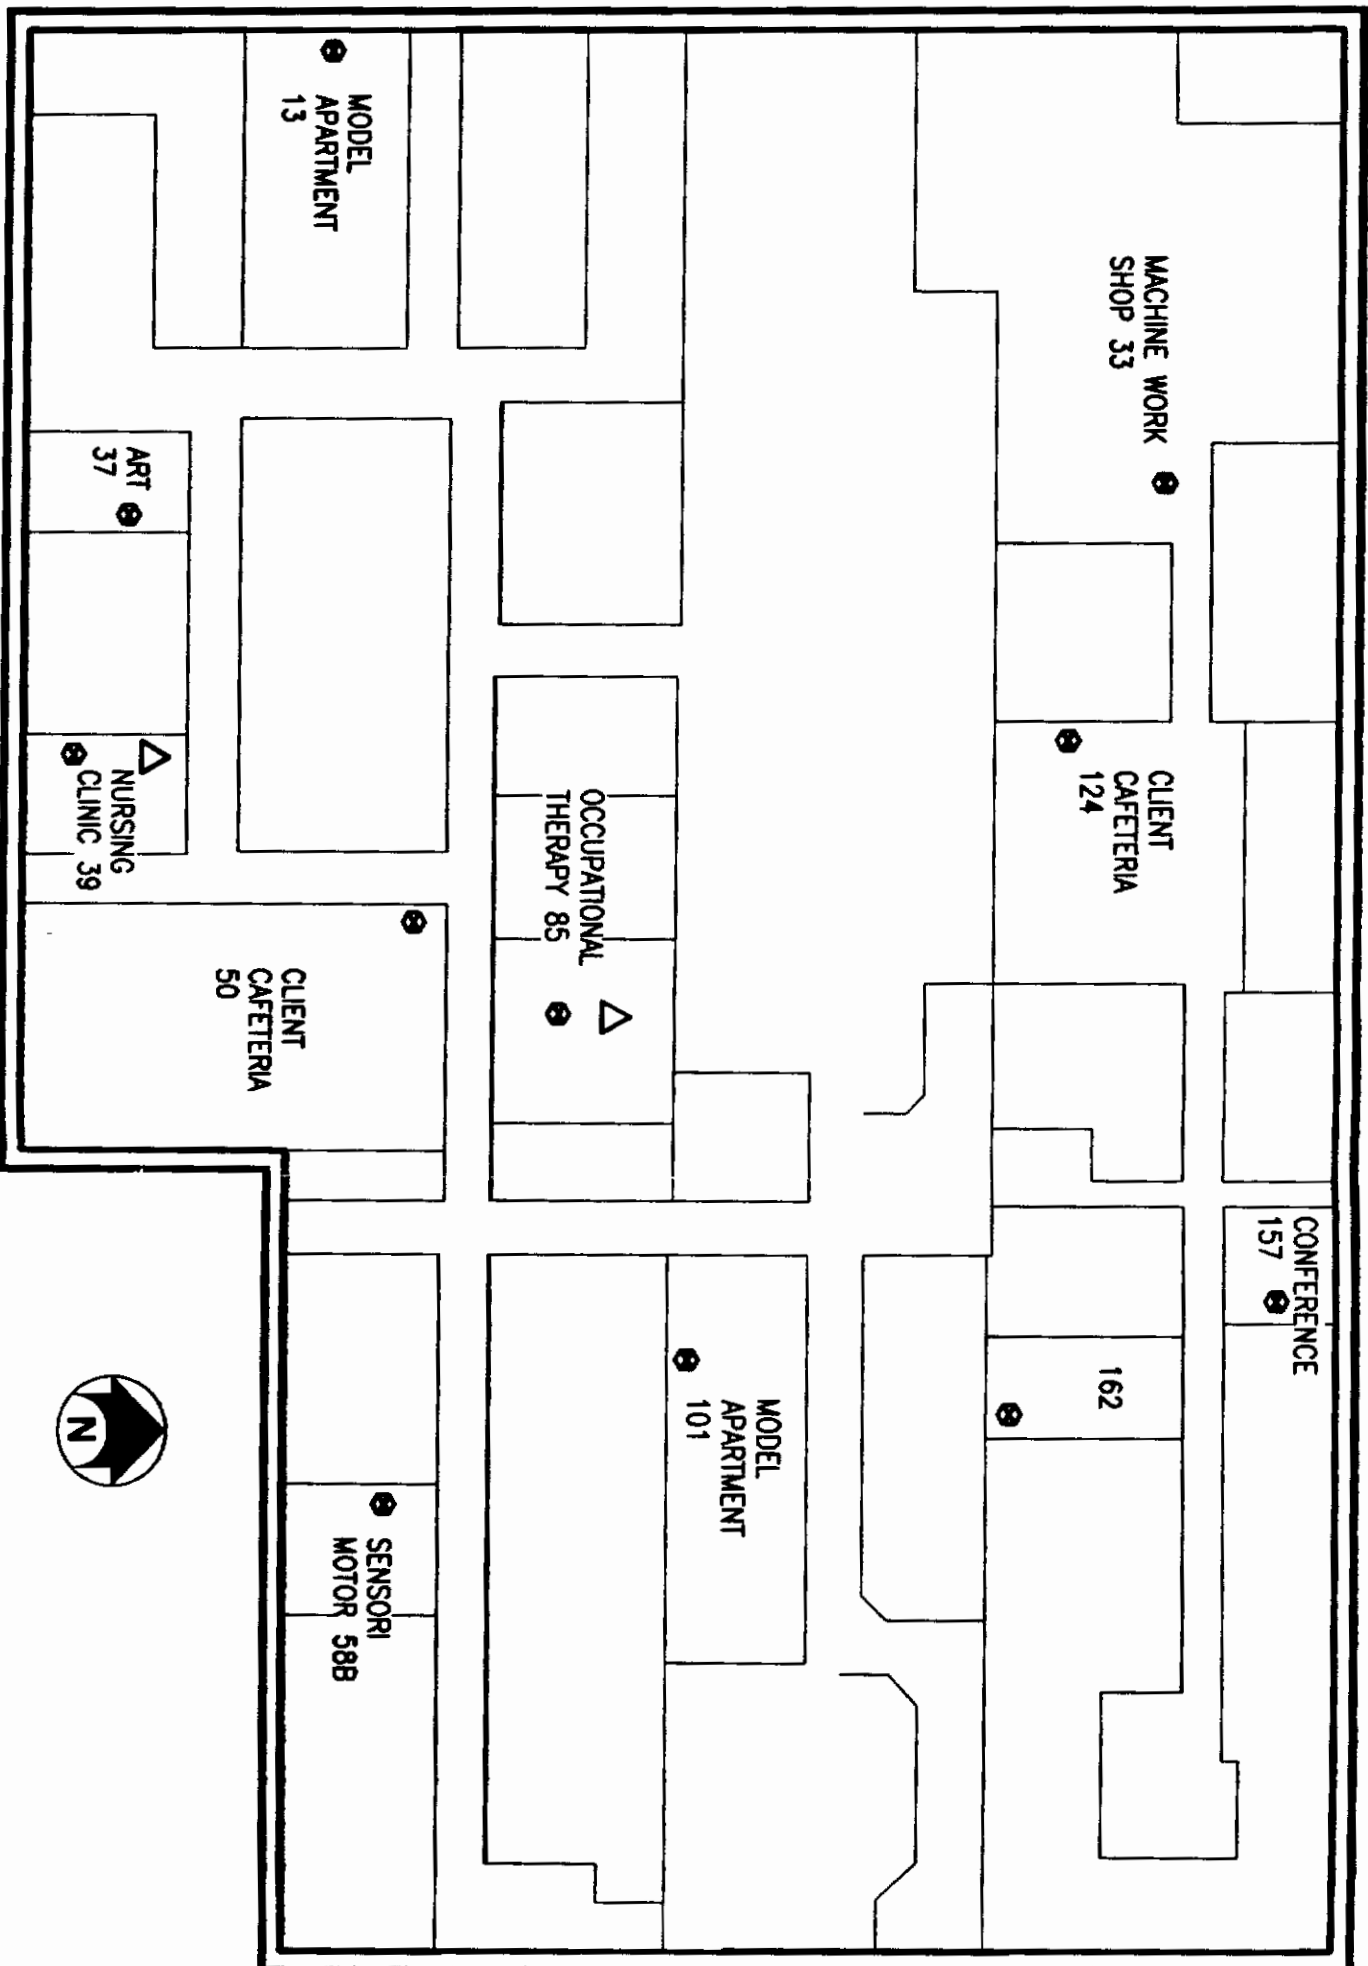 MACHINE WORK
SHOP 33
CLIENT
CAFETERIA
124
CONFERENCE
157
162
MODEL
APARTMENT
13
OCCUPATIONAL
THERAPY 85
MODEL
APARTMENT
101
ART
37
NURSING
CLINIC 39
CLIENT
CAFETERIA
50
SENSORI
MOTOR 58B
N